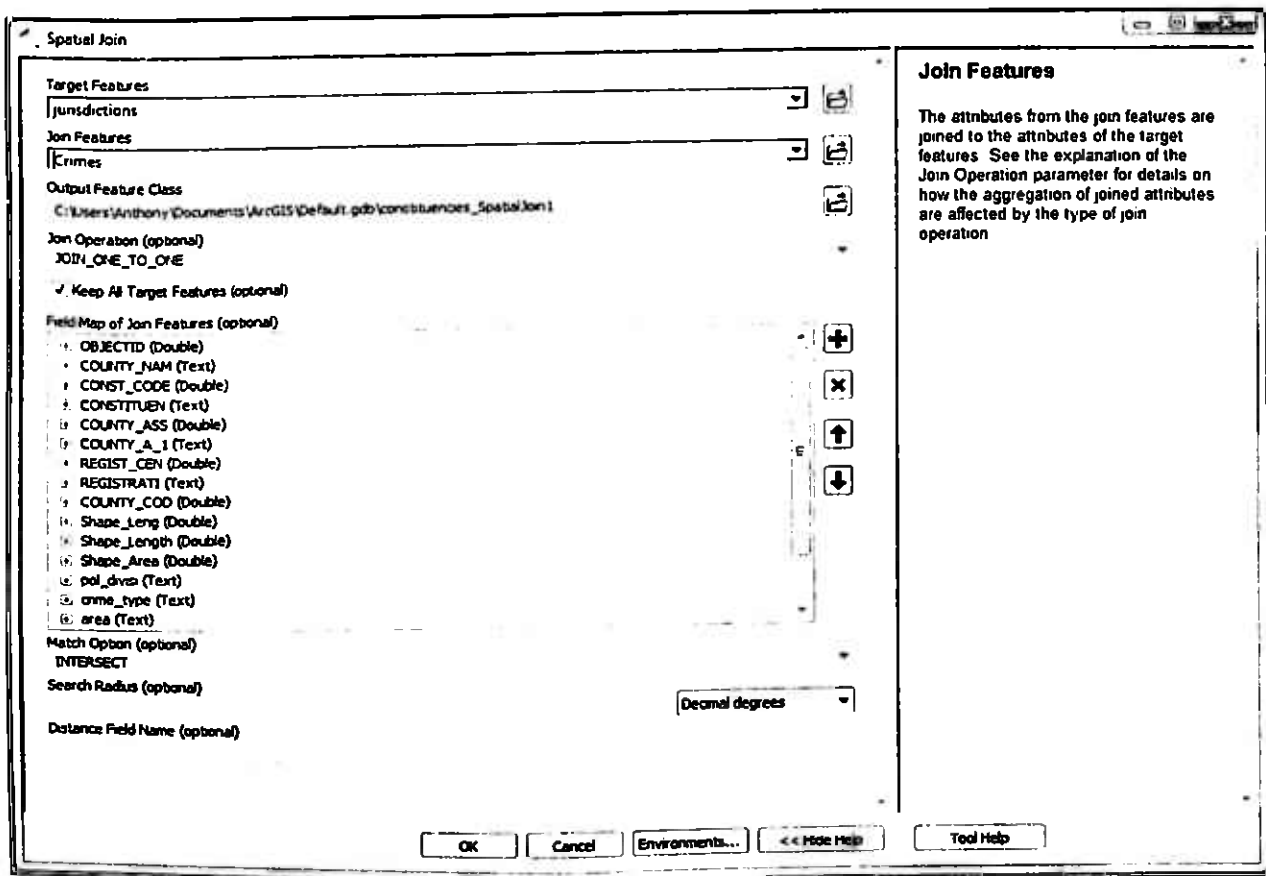 Spatial Join
Target Features
jurisdictions
Join Features
Crimes
Output Feature Class
C:\Users\Anthony\Documents\ArcGIS\Default.gdb\constituencies_SpatialJoin1
Join Operation (optional)
JOIN_ONE_TO_ONE
Keep All Target Features (optional)
Field Map of Join Features (optional)
OBJECTID (Double)
COUNTY_NAM (Text)
CONST_CODE (Double)
CONSTITUEN (Text)
COUNTY_ASS (Double)
COUNTY_A_1 (Text)
REGIST_CEN (Double)
REGISTRATI (Text)
COUNTY_COD (Double)
Shape_Leng (Double)
Shape_Length (Double)
Shape_Area (Double)
(Text)
crime_type (Text)
area (Text)
Match Option (optional)
INTERSECT
Search Radius (optional)
Decimal degrees
Distance Field Name (optional)
OK
Cancel
Environments...
<< Hide Help
Tool Help
Join Features
The attributes from the join features are
joined to the attributes of the target
features. See the explanation of the
Join Operation parameter for details on
how the aggregation of joined attributes
are affected by the type of join
operation